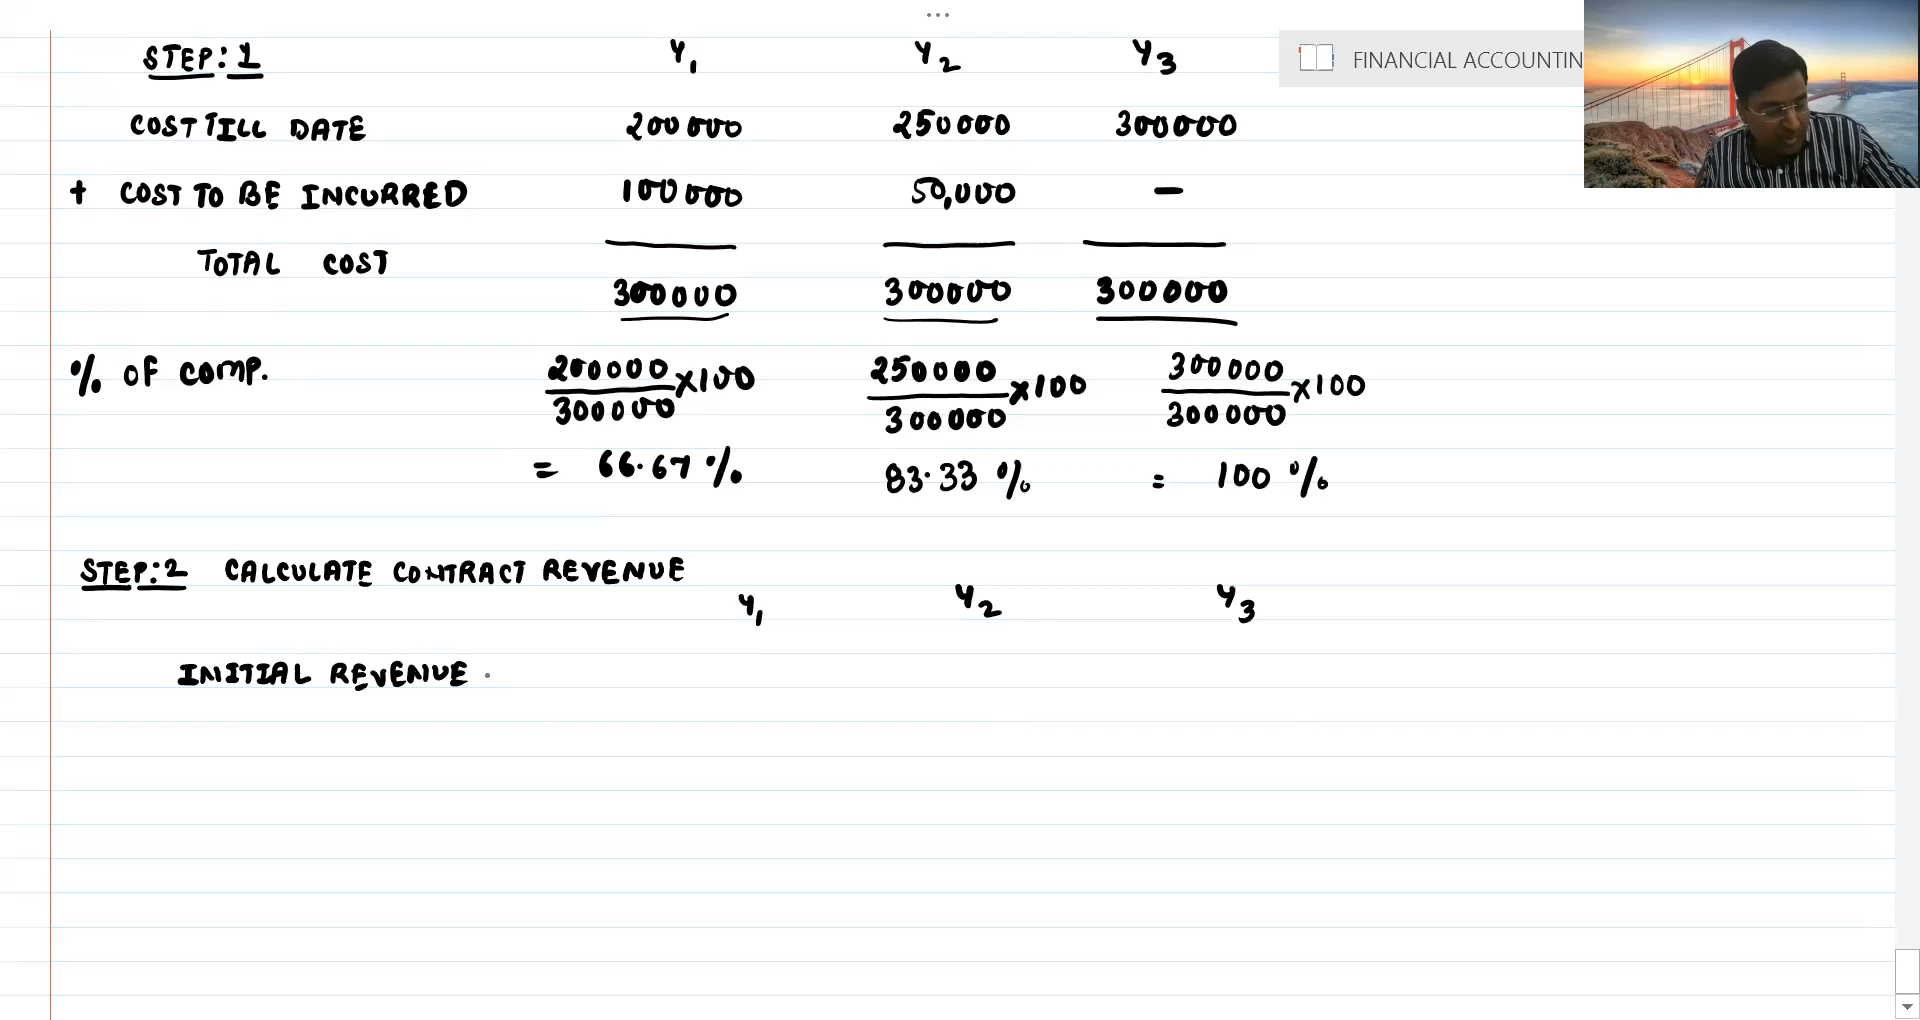 ...
FINANCIAL ACCOUNTIN
STEP:1 Y1 Y2 Y3
COST TILL DATE 200000 250000 300000
+ COST TO BE INCURRED 100000 50,000 —
TOTAL COST
300000 300000 300000
% OF COMP. 200000/300000 x100 250000/300000 x100 300000/300000 x100
= 66.67 % 83.33 % = 100 %
STEP:2 CALCULATE CONTRACT REVENUE
Y1 Y2 Y3
INITIAL REVENUE